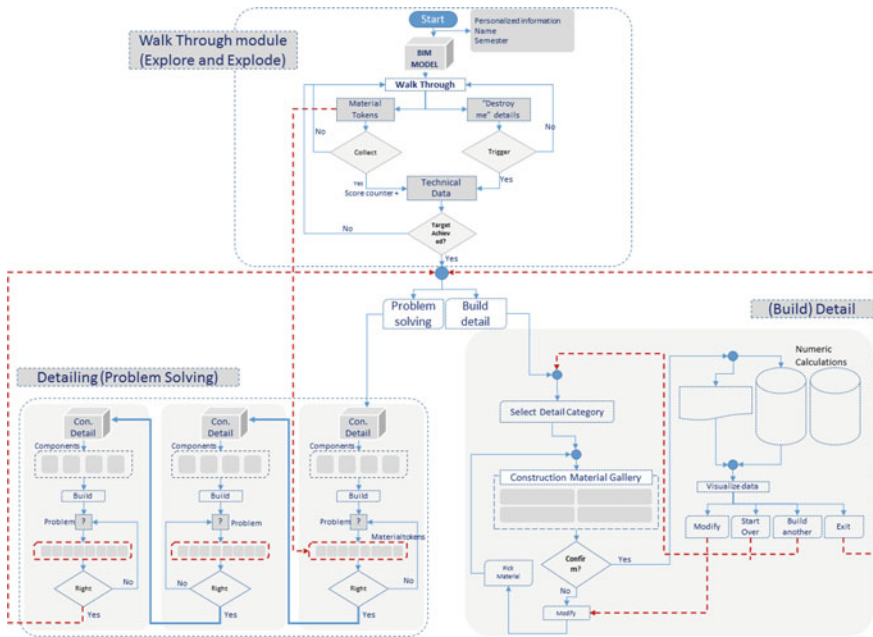 Start
Personalized information
Name
Semester
Walk Through module
(Explore and Explode)
BIM
MODEL
Walk Through
Material
Tokens
"Destroy
me" details
No
No
Collect
Trigger
Yes
Score counter +
Yes
Technical
Data
No
Target
Achiev
ed?
Yes
Problem
solving
Build
detail
(Build) Detail
Numeric
Calculations
Detailing (Problem Solving)
Select Detail Category
Con.
Detail
Con.
Detail
Con.
Detail
Components
Components
Components
Construction Material Gallery
Visualize data
Build
Build
Build
Problem
?
?
Problem
Problem
?
Materialtokens
Modify
Start
Over
Build
another
Exit
Confir
m?
Yes
Pick
Material
No
Modify
Right
No
No
Right
Right
No
Yes
Yes
Yes